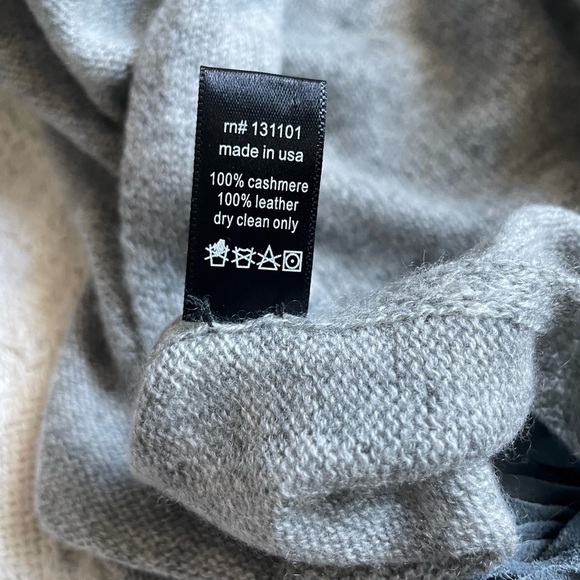 rn# 131101
made in usa
100% cashmere
100% leather
dry clean only